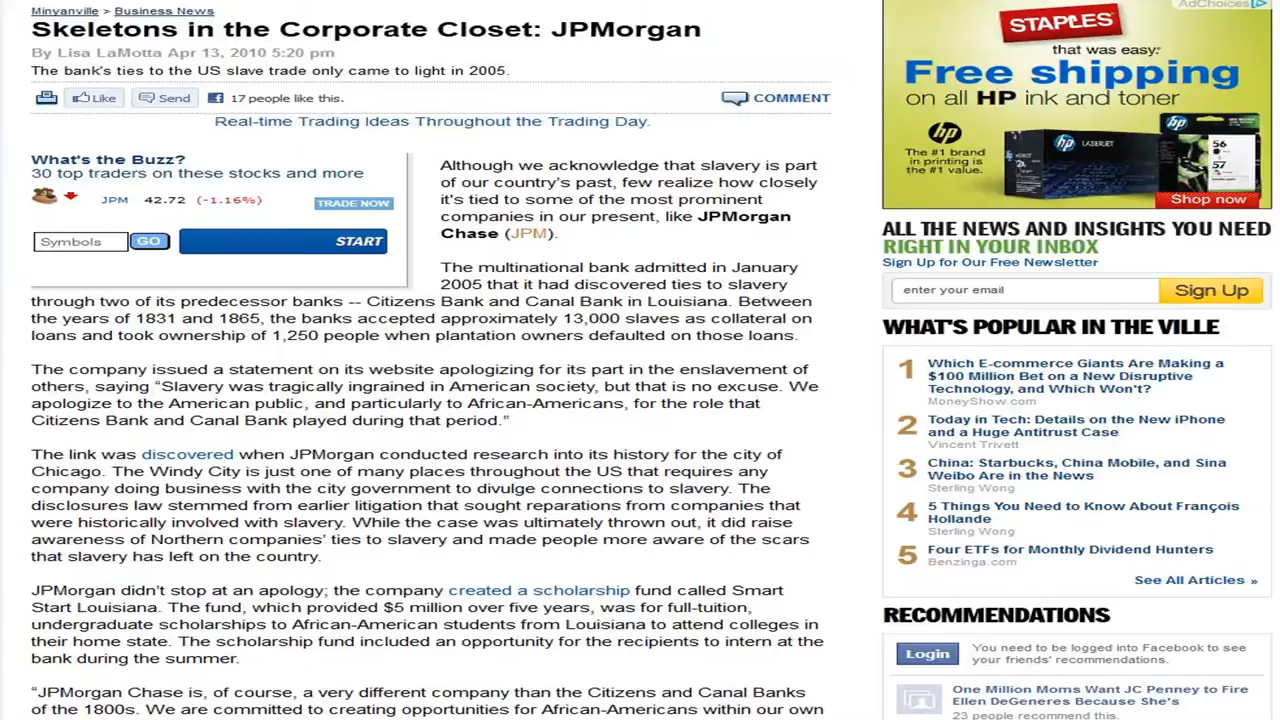 Minyanville > Business News
Skeletons in the Corporate Closet: JPMorgan
By Lisa LaMotta Apr 13, 2010 5:20 pm
The bank's ties to the US slave trade only came to light in 2005.
Like
Send
17 people like this.
COMMENT
Real-time Trading Ideas Throughout the Trading Day.
What's the Buzz?
30 top traders on these stocks and more
JPM 42.72 (-1.16%) TRADE NOW
Symbols GO START
Although we acknowledge that slavery is part
of our country's past, few realize how closely
it's tied to some of the most prominent
companies in our present, like JPMorgan
Chase (JPM).
The multinational bank admitted in January
2005 that it had discovered ties to slavery
through two of its predecessor banks -- Citizens Bank and Canal Bank in Louisiana. Between
the years of 1831 and 1865, the banks accepted approximately 13,000 slaves as collateral on
loans and took ownership of 1,250 people when plantation owners defaulted on those loans.
The company issued a statement on its website apologizing for its part in the enslavement of
others, saying “Slavery was tragically ingrained in American society, but that is no excuse. We
apologize to the American public, and particularly to African-Americans, for the role that
Citizens Bank and Canal Bank played during that period.”
The link was discovered when JPMorgan conducted research into its history for the city of
Chicago. The Windy City is just one of many places throughout the US that requires any
company doing business with the city government to divulge connections to slavery. The
disclosures law stemmed from earlier litigation that sought reparations from companies that
were historically involved with slavery. While the case was ultimately thrown out, it did raise
awareness of Northern companies’ ties to slavery and made people more aware of the scars
that slavery has left on the country.
JPMorgan didn’t stop at an apology; the company created a scholarship fund called Smart
Start Louisiana. The fund, which provided $5 million over five years, was for full-tuition,
undergraduate scholarships to African-American students from Louisiana to attend colleges in
their home state. The scholarship fund included an opportunity for the recipients to intern at the
bank during the summer.
“JPMorgan Chase is, of course, a very different company than the Citizens and Canal Banks
of the 1800s. We are committed to creating opportunities for African-Americans within our own
AdChoices
STAPLES
that was easy.
Free shipping
on all HP ink and toner
hp
The #1 brand
in printing is
the #1 value.
hp LASERJET
hp
56
57
Shop now
ALL THE NEWS AND INSIGHTS YOU NEED
RIGHT IN YOUR INBOX
Sign Up for Our Free Newsletter
enter your email Sign Up
WHAT'S POPULAR IN THE VILLE
1 Which E-commerce Giants Are Making a
$100 Million Bet on a New Disruptive
Technology, and Which Won't?
MoneyShow.com
2 Today in Tech: Details on the New iPhone
and a Huge Antitrust Case
Vincent Trivett
3 China: Starbucks, China Mobile, and Sina
Weibo Are in the News
Sterling Wong
4 5 Things You Need to Know About François
Hollande
Sterling Wong
5 Four ETFs for Monthly Dividend Hunters
Benzinga.com
See All Articles »
RECOMMENDATIONS
Login
You need to be logged into Facebook to see
your friends' recommendations.
One Million Moms Want JC Penney to Fire
Ellen DeGeneres Because She's
23 people recommend this.